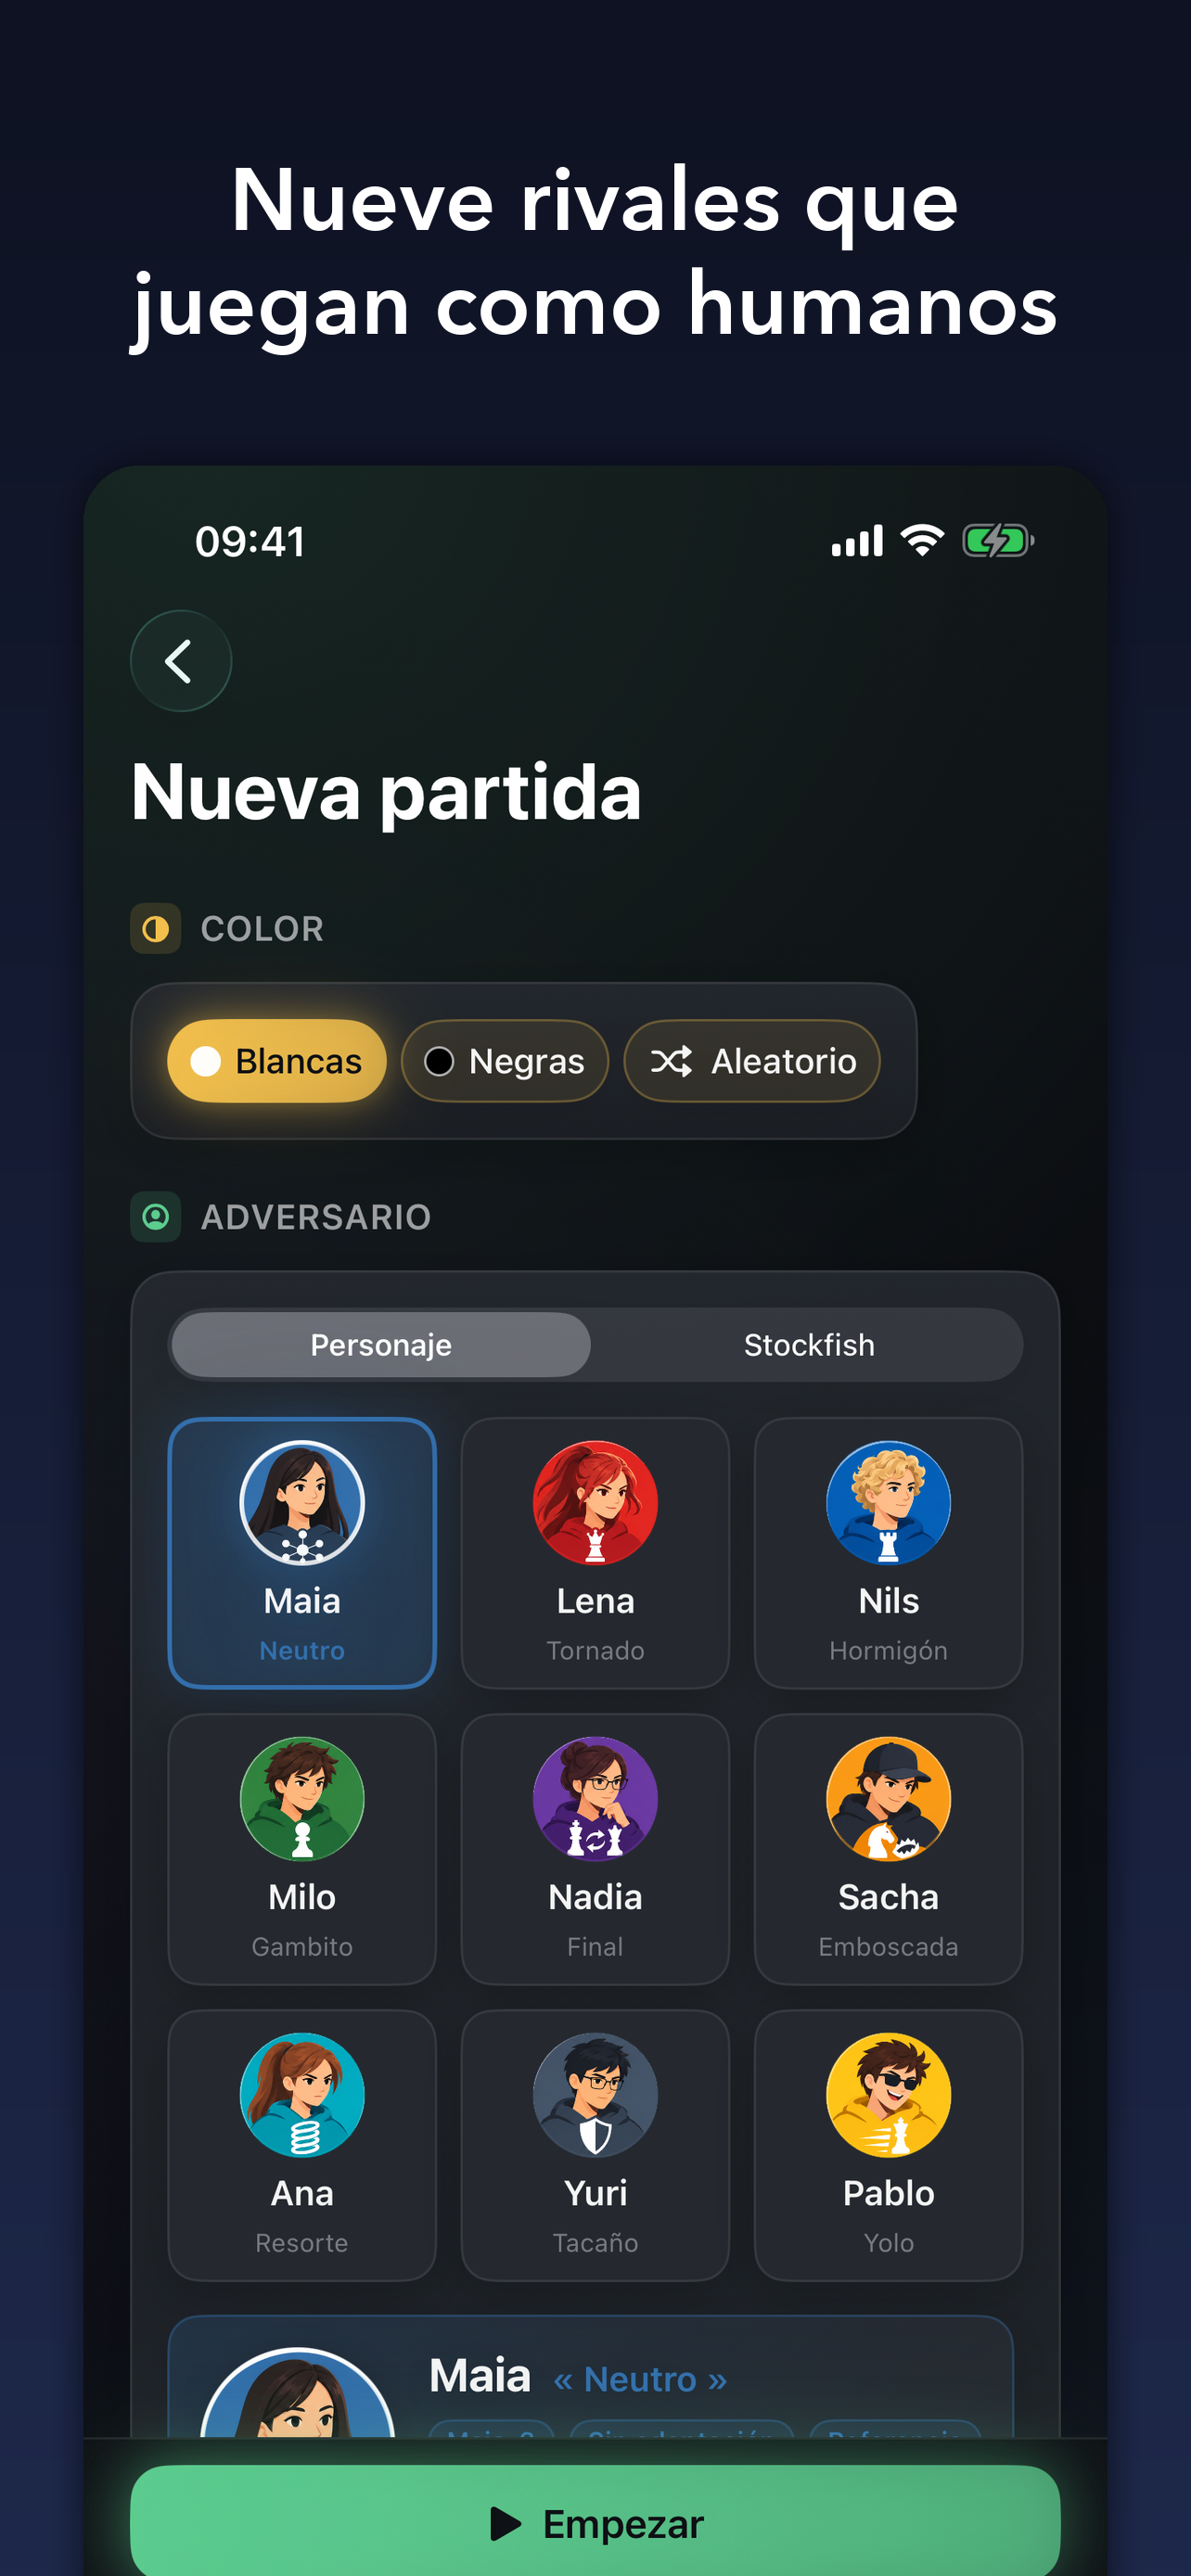 Nueve rivales que
juegan como humanos
09:41
Nueva partida
COLOR
Blancas Negras Aleatorio
ADVERSARIO
Personaje Stockfish
Maia Lena Nils
Neutro Tornado Hormigón
Milo Nadia Sacha
Gambito Final Emboscada
Ana Yuri Pablo
Resorte Tacaño Yolo
Maia « Neutro »
Empezar